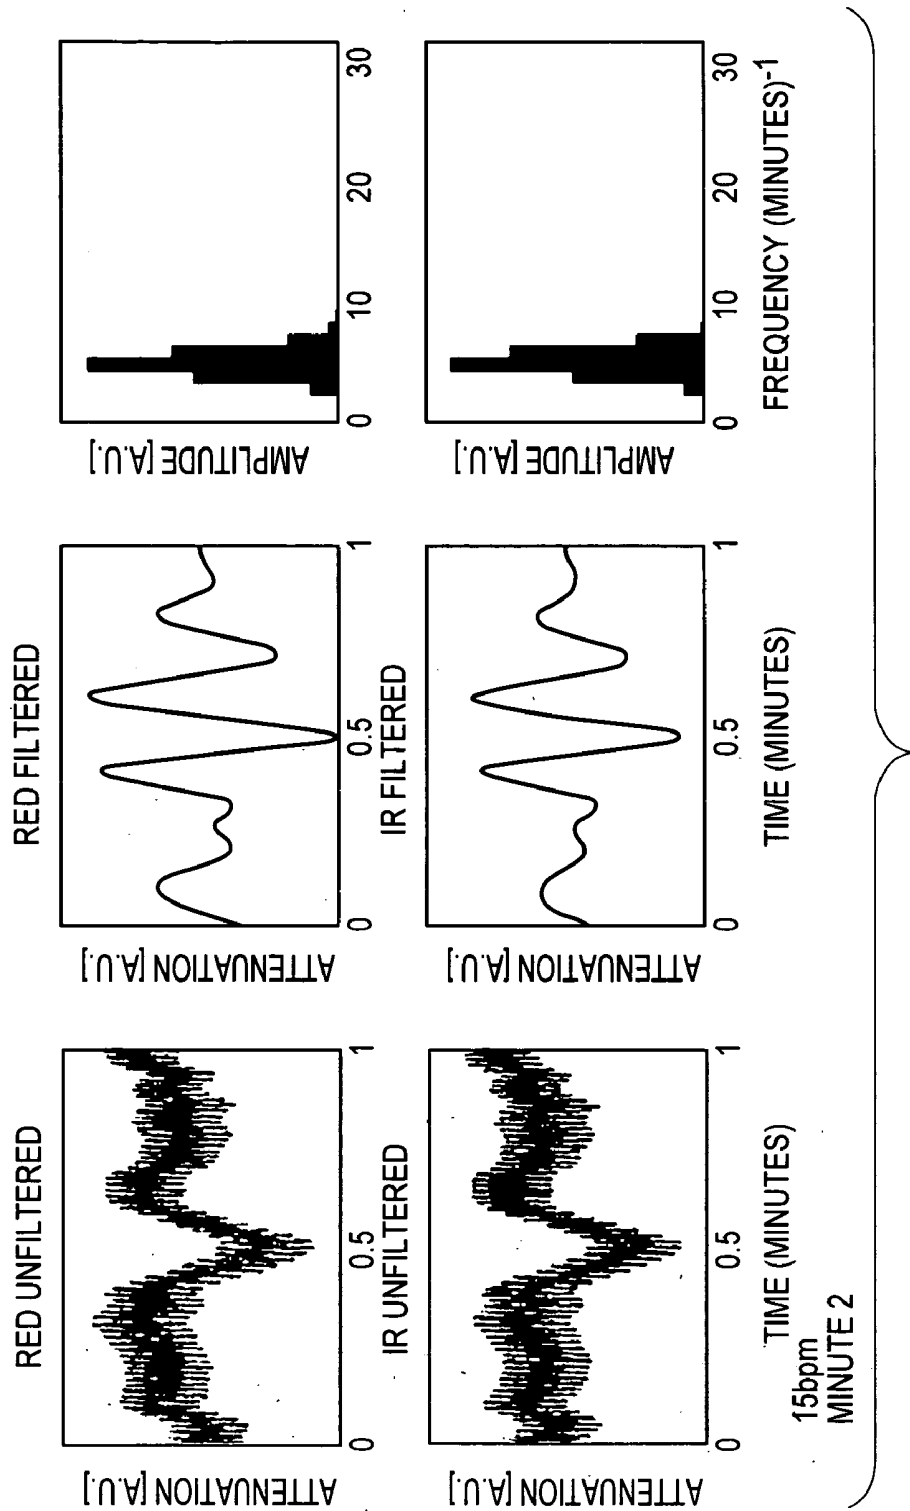 RED UNFILTERED
ATTENUATION [A.U.]
0 0.5 1
IR UNFILTERED
ATTENUATION [A.U.]
0 0.5 1
TIME (MINUTES)
15bpm
MINUTE 2
RED FILTERED
ATTENUATION [A.U.]
0 0.5 1
IR FILTERED
ATTENUATION [A.U.]
0 0.5 1
TIME (MINUTES)
AMPLITUDE [A.U.]
0 10 20 30
AMPLITUDE [A.U.]
0 10 20 30
FREQUENCY (MINUTES)-1